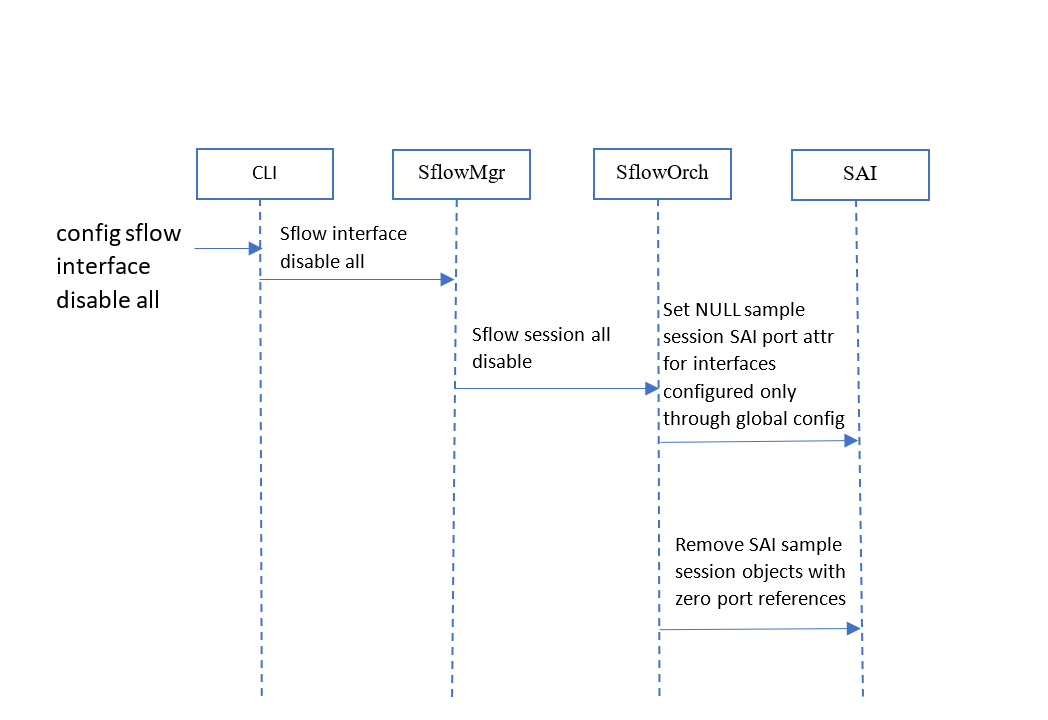 CLI
SflowMgr
SflowOrch
SAI
config sflow
interface
disable all
Sflow interface
disable all
Sflow session all
disable
Set NULL sample
session SAI port attr
for interfaces
configured only
through global config
Remove SAI sample
session objects with
zero port references